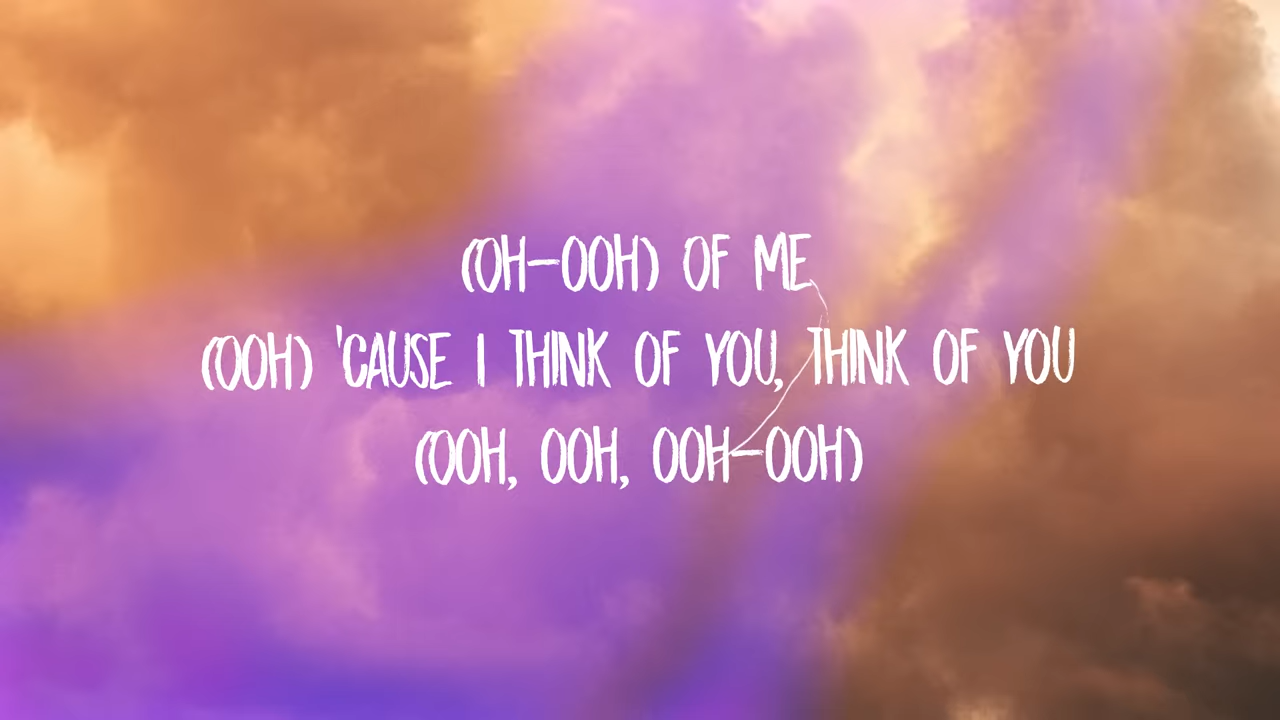 (OH-OOH) OF ME
(OOH) 'CAUSE I THINK OF YOU, THINK OF YOU
(OOH, OOH, OOH-OOH)